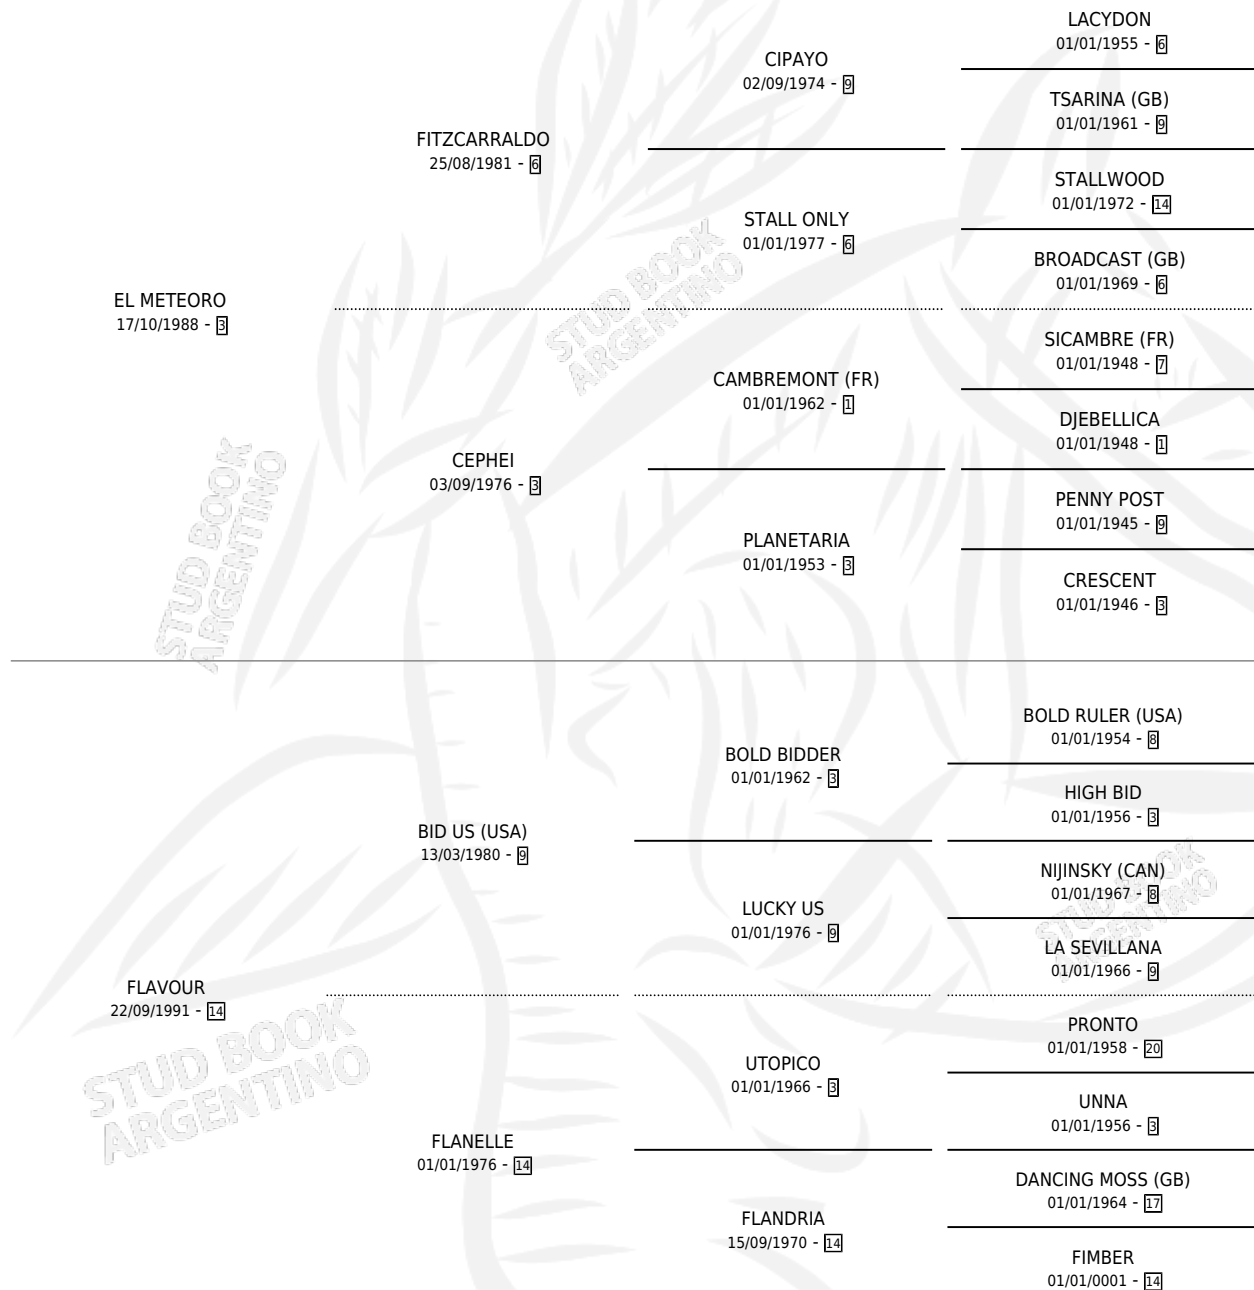 LACYDON
01/01/1955 - 6
CIPAYO
02/09/1974 - 9
TSARINA (GB)
01/01/1961 - 9
FITZCARRALDO
25/08/1981 - 6
STALLWOOD
01/01/1972 - 14
STALL ONLY
01/01/1977 - 6
BROADCAST (GB)
01/01/1969 - 6
EL METEORO
17/10/1988 - 3
SICAMBRE (FR)
01/01/1948 - 7
CAMBREMONT (FR)
01/01/1962 - 1
DJEBELLICA
01/01/1948 - 1
CEPHEI
03/09/1976 - 3
PENNY POST
01/01/1945 - 9
PLANETARIA
01/01/1953 - 3
CRESCENT
01/01/1946 - 3
BOLD RULER (USA)
01/01/1954 - 8
BOLD BIDDER
01/01/1962 - 3
HIGH BID
01/01/1956 - 3
BID US (USA)
13/03/1980 - 9
NIJINSKY (CAN)
01/01/1967 - 8
LUCKY US
01/01/1976 - 9
LA SEVILLANA
01/01/1966 - 9
FLAVOUR
22/09/1991 - 14
PRONTO
01/01/1958 - 20
UTOPICO
01/01/1966 - 3
UNNA
01/01/1956 - 3
FLANELLE
01/01/1976 - 14
DANCING MOSS (GB)
01/01/1964 - 17
FLANDRIA
15/09/1970 - 14
FIMBER
01/01/0001 - 14
STUD BOOK
ARGENTINO
STUD BOOK
ARGENTINO
STUD BOOK
ARGENTINO
STUD BOOK
ARGENTINO